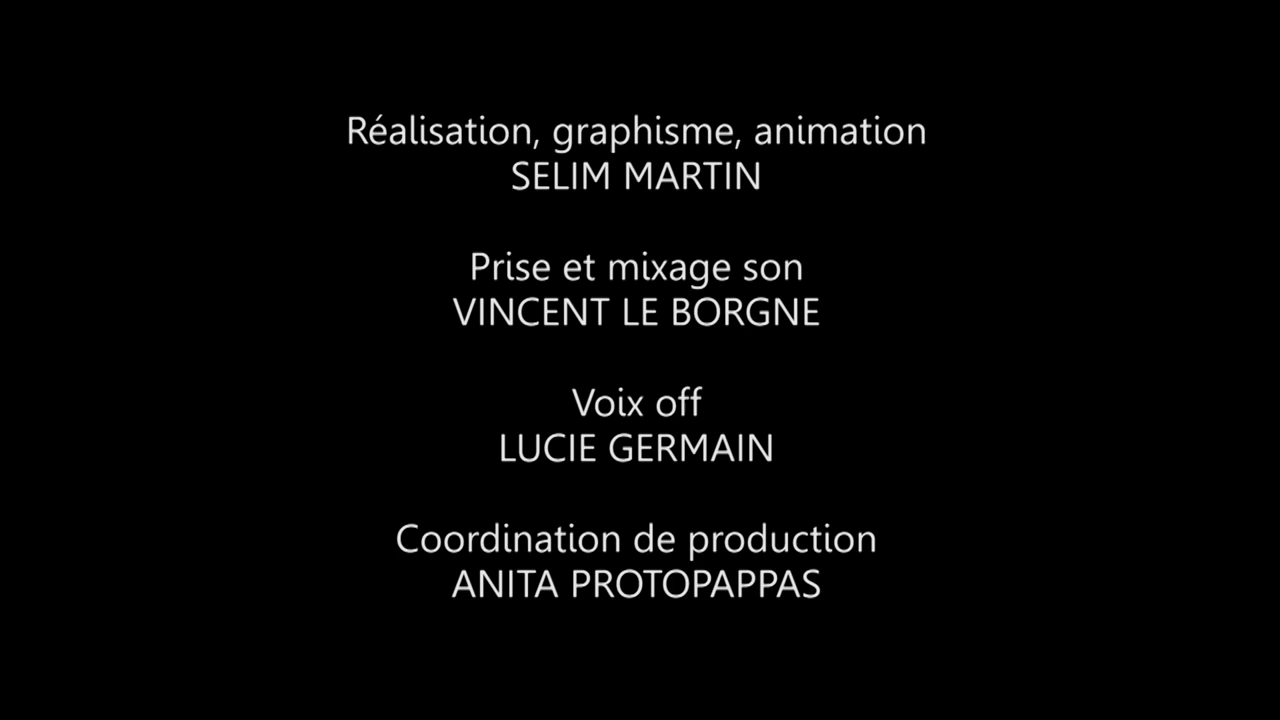 Réalisation, graphisme, animation
SELIM MARTIN
Prise et mixage son
VINCENT LE BORGNE
Voix off
LUCIE GERMAIN
Coordination de production
ANITA PROTOPAPPAS